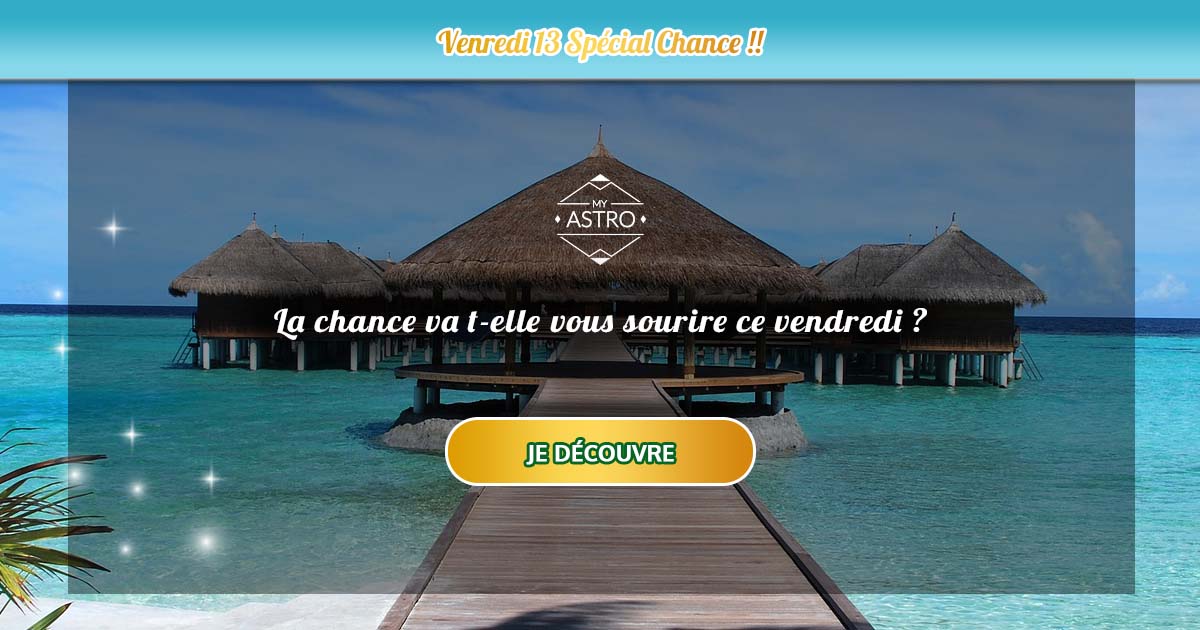 Venredi 13 Spécial Chance !!
MY
ASTRO
La chance va t-elle vous sourire ce vendredi ?
JE DÉCOUVRE